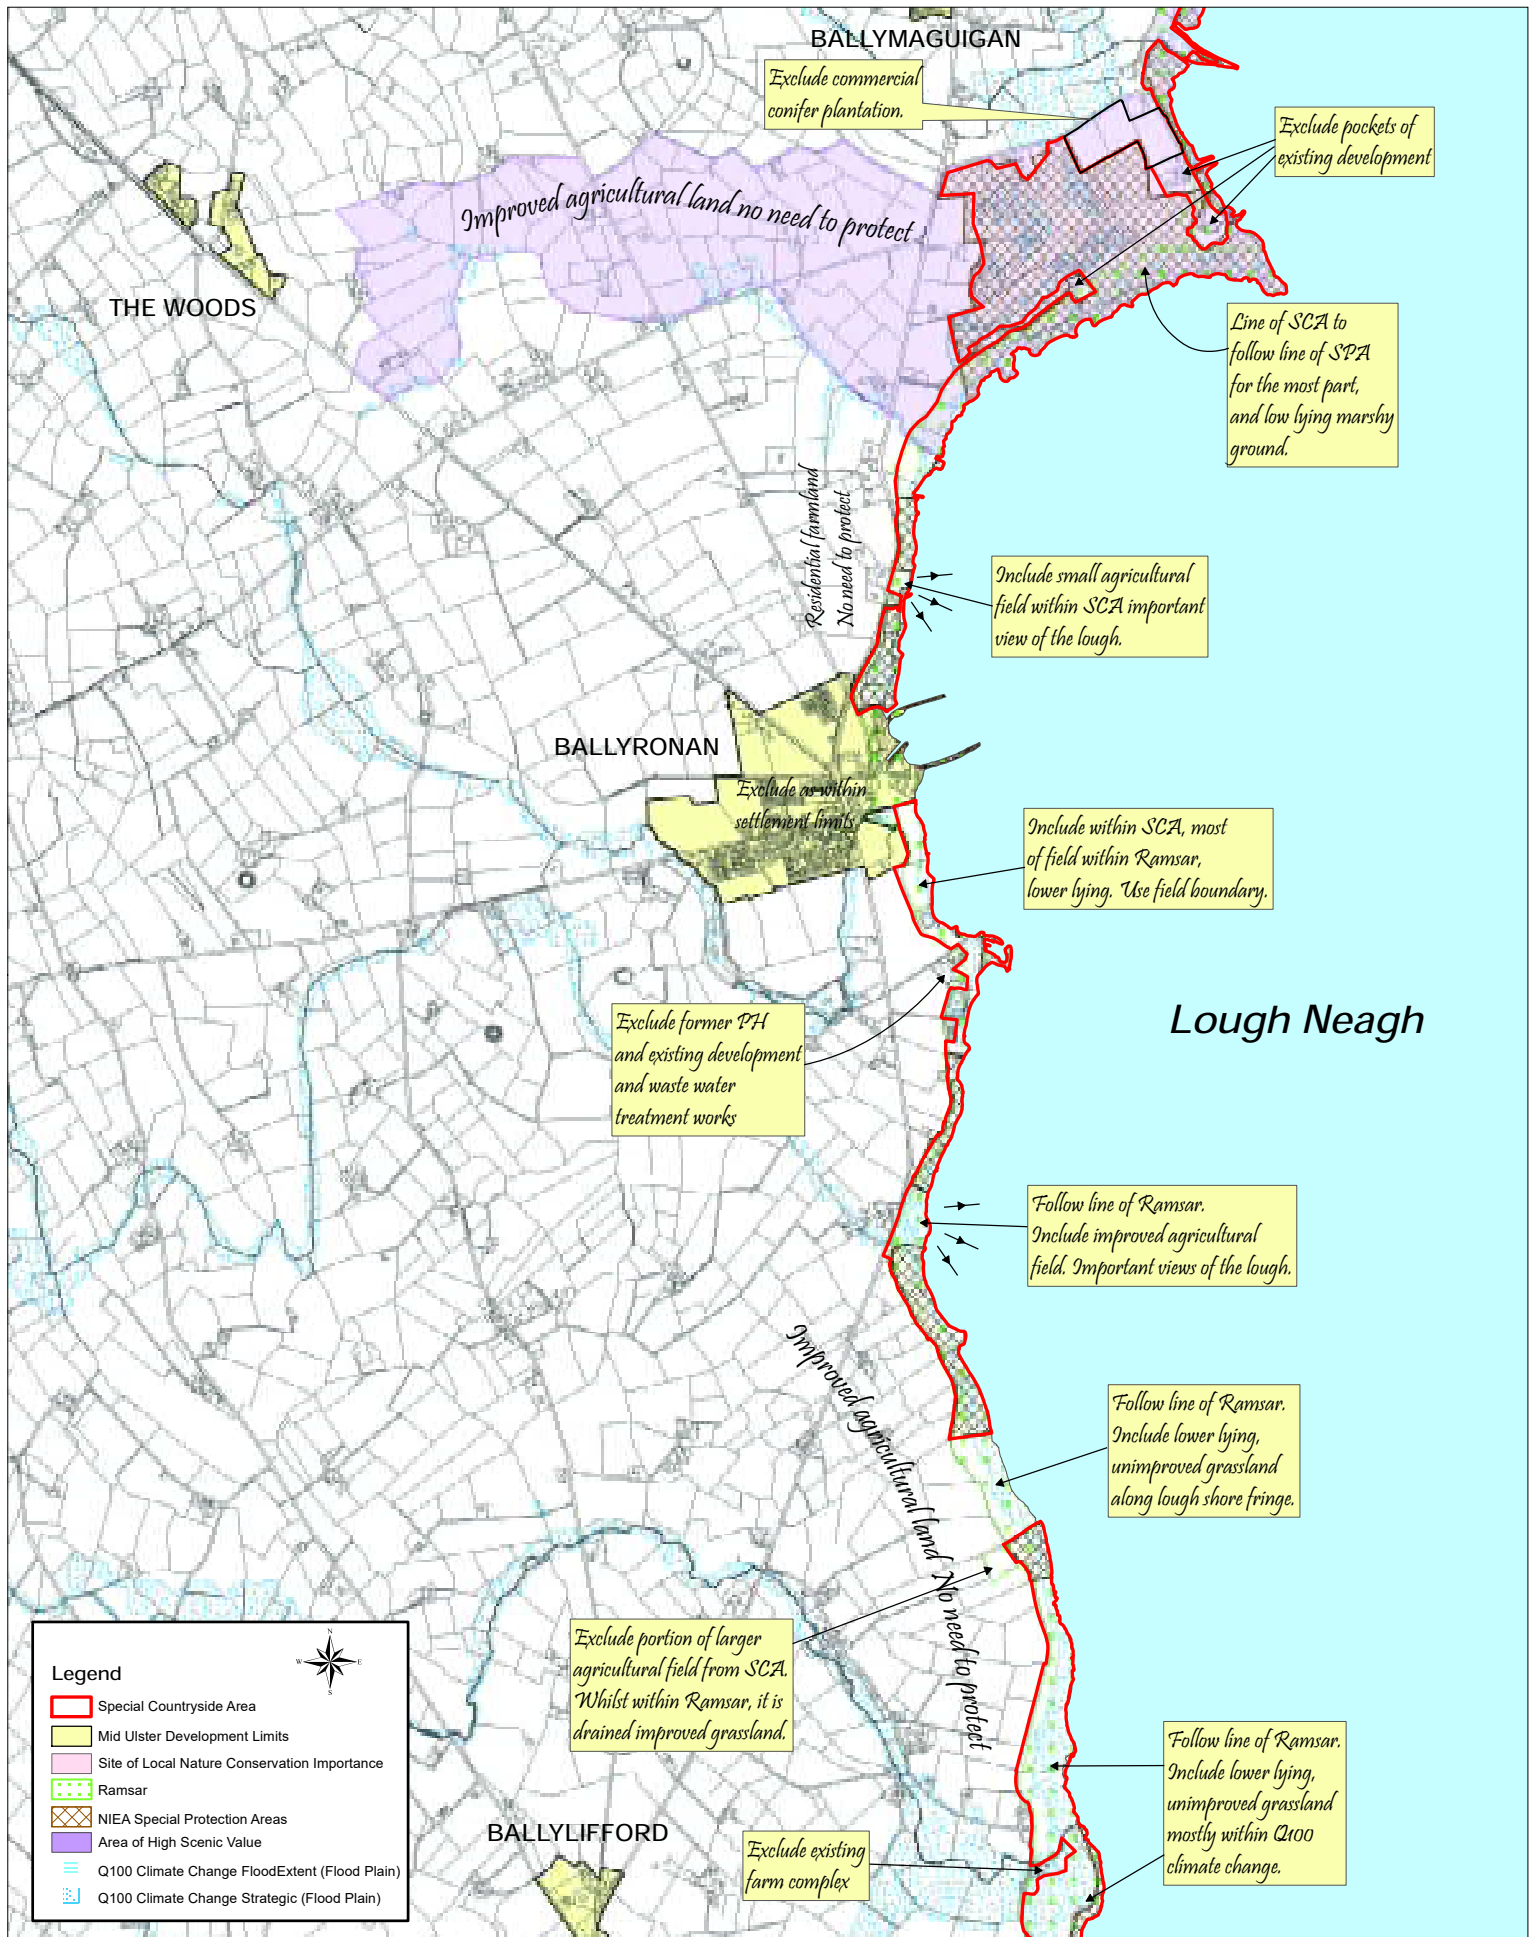 BALLYMAGUIGAN
Exclude commercial
conifer plantation.
Exclude pockets of
existing development
Improved agricultural land no need to protect
THE WOODS
Line of SCA to
follow line of SPA
for the most part,
and low lying marshy
ground.
Residential farmland
No need to protect
Include small agricultural
field within SCA important
view of the lough.
BALLYRONAN
Exclude as within
settlement limits
Include within SCA, most
of field within Ramsar,
lower lying. Use field boundary.
Lough Neagh
Exclude former PH
and existing development
and waste water
treatment works
Follow line of Ramsar.
Include improved agricultural
field. Important views of the lough.
Improved agricultural land No need to protect
Follow line of Ramsar.
Include lower lying,
unimproved grassland
along lough shore fringe.
Exclude portion of larger
agricultural field from SCA.
Whilst within Ramsar, it is
drained improved grassland.
Follow line of Ramsar.
Include lower lying,
unimproved grassland
mostly within Q100
climate change.
BALLYLIFFORD
Exclude existing
farm complex
N
W E
S
Legend
Special Countryside Area
Mid Ulster Development Limits
Site of Local Nature Conservation Importance
Ramsar
NIEA Special Protection Areas
Area of High Scenic Value
Q100 Climate Change FloodExtent (Flood Plain)
Q100 Climate Change Strategic (Flood Plain)